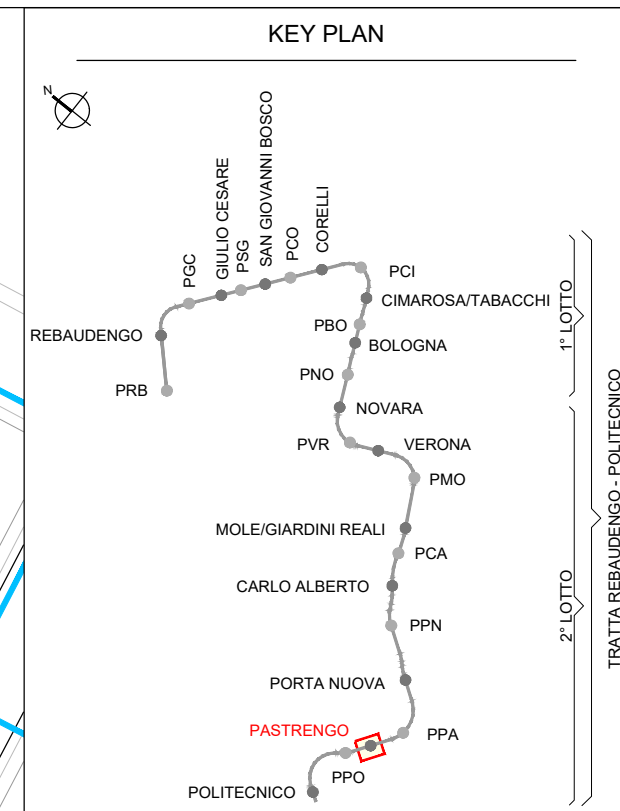 KEY PLAN
N
PGC
GIULIO CESARE
PSG
SAN GIOVANNI BOSCO
PCO
CORELLI
PCI
CIMAROSA/TABACCHI
REBAUDENGO
PBO
BOLOGNA
PRB
PNO
NOVARA
PVR
VERONA
PMO
MOLE/GIARDINI REALI
PCA
CARLO ALBERTO
PPN
PORTA NUOVA
PASTRENGO
PPA
PPO
POLITECNICO
1° LOTTO
2° LOTTO
TRATTA REBAUDENGO - POLITECNICO